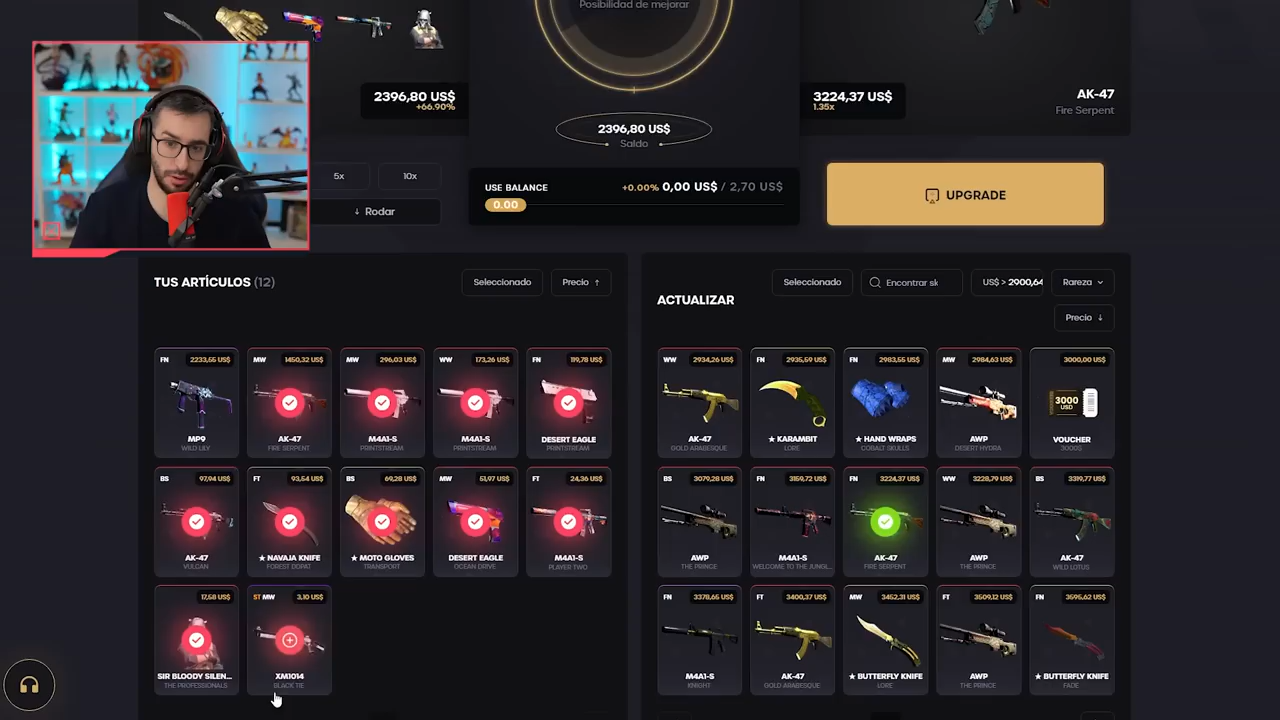 Posibilidad de mejorar
2396,80 US$
+66.90%
3224,37 US$
1.35x
AK-47
Fire Serpent
2396,80 US$
Saldo
5x
10x
Rodar
USE BALANCE
+0.00% 0,00 US$ / 2,70 US$
0.00
UPGRADE
TUS ARTÍCULOS (12)
Seleccionado
Precio ↑
ACTUALIZAR
Seleccionado
Encontrar sk
US$ > 2900,64
Rareza
Precio ↓
FN 2233,55 US$
MW 1450,32 US$
MW 296,03 US$
WW 173,26 US$
FN 119,78 US$
MP9
AK-47
M4A1-S
M4A1-S
DESERT EAGLE
WILD LILY
FIRE SERPENT
PRINTSTREAM
PRINTSTREAM
PRINTSTREAM
BS 97,94 US$
FT 93,54 US$
BS 69,28 US$
MW 51,97 US$
FT 24,36 US$
AK-47
★ NAVAJA KNIFE
★ MOTO GLOVES
DESERT EAGLE
M4A1-S
VULCAN
FOREST DDPAT
TRANSPORT
OCEAN DRIVE
PLAYER TWO
17,58 US$
ST MW 3,10 US$
SIR BLOODY SILEN...
XM1014
THE PROFESSIONALS
BLACK TIE
WW 2934,26 US$
FN 2935,59 US$
FN 2983,55 US$
MW 2984,63 US$
3000,00 US$
3000
USD
AK-47
★ KARAMBIT
★ HAND WRAPS
AWP
VOUCHER
GOLD ARABESQUE
LORE
COBALT SKULLS
DESERT HYDRA
3000$
BS 3079,28 US$
FN 3159,72 US$
FN 3224,37 US$
WW 3228,79 US$
BS 3319,77 US$
AWP
M4A1-S
AK-47
AWP
AK-47
THE PRINCE
WELCOME TO THE JUNGL...
FIRE SERPENT
THE PRINCE
WILD LOTUS
FN 3378,65 US$
FT 3400,37 US$
MW 3452,31 US$
FT 3509,12 US$
FN 3595,62 US$
M4A1-S
AK-47
★ BUTTERFLY KNIFE
AWP
★ BUTTERFLY KNIFE
KNIGHT
GOLD ARABESQUE
LORE
THE PRINCE
FADE